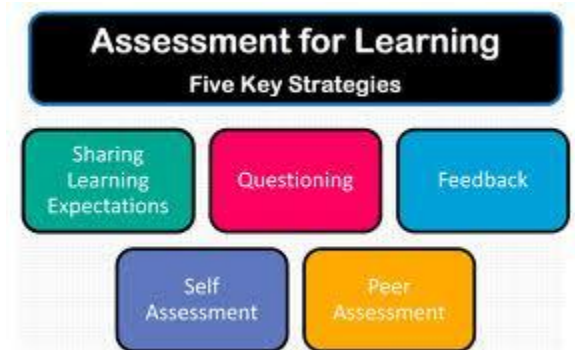 Assessment for Learning
Five Key Strategies
Sharing
Learning
Expectations
Questioning
Feedback
Self
Assessment
Peer
Assessment